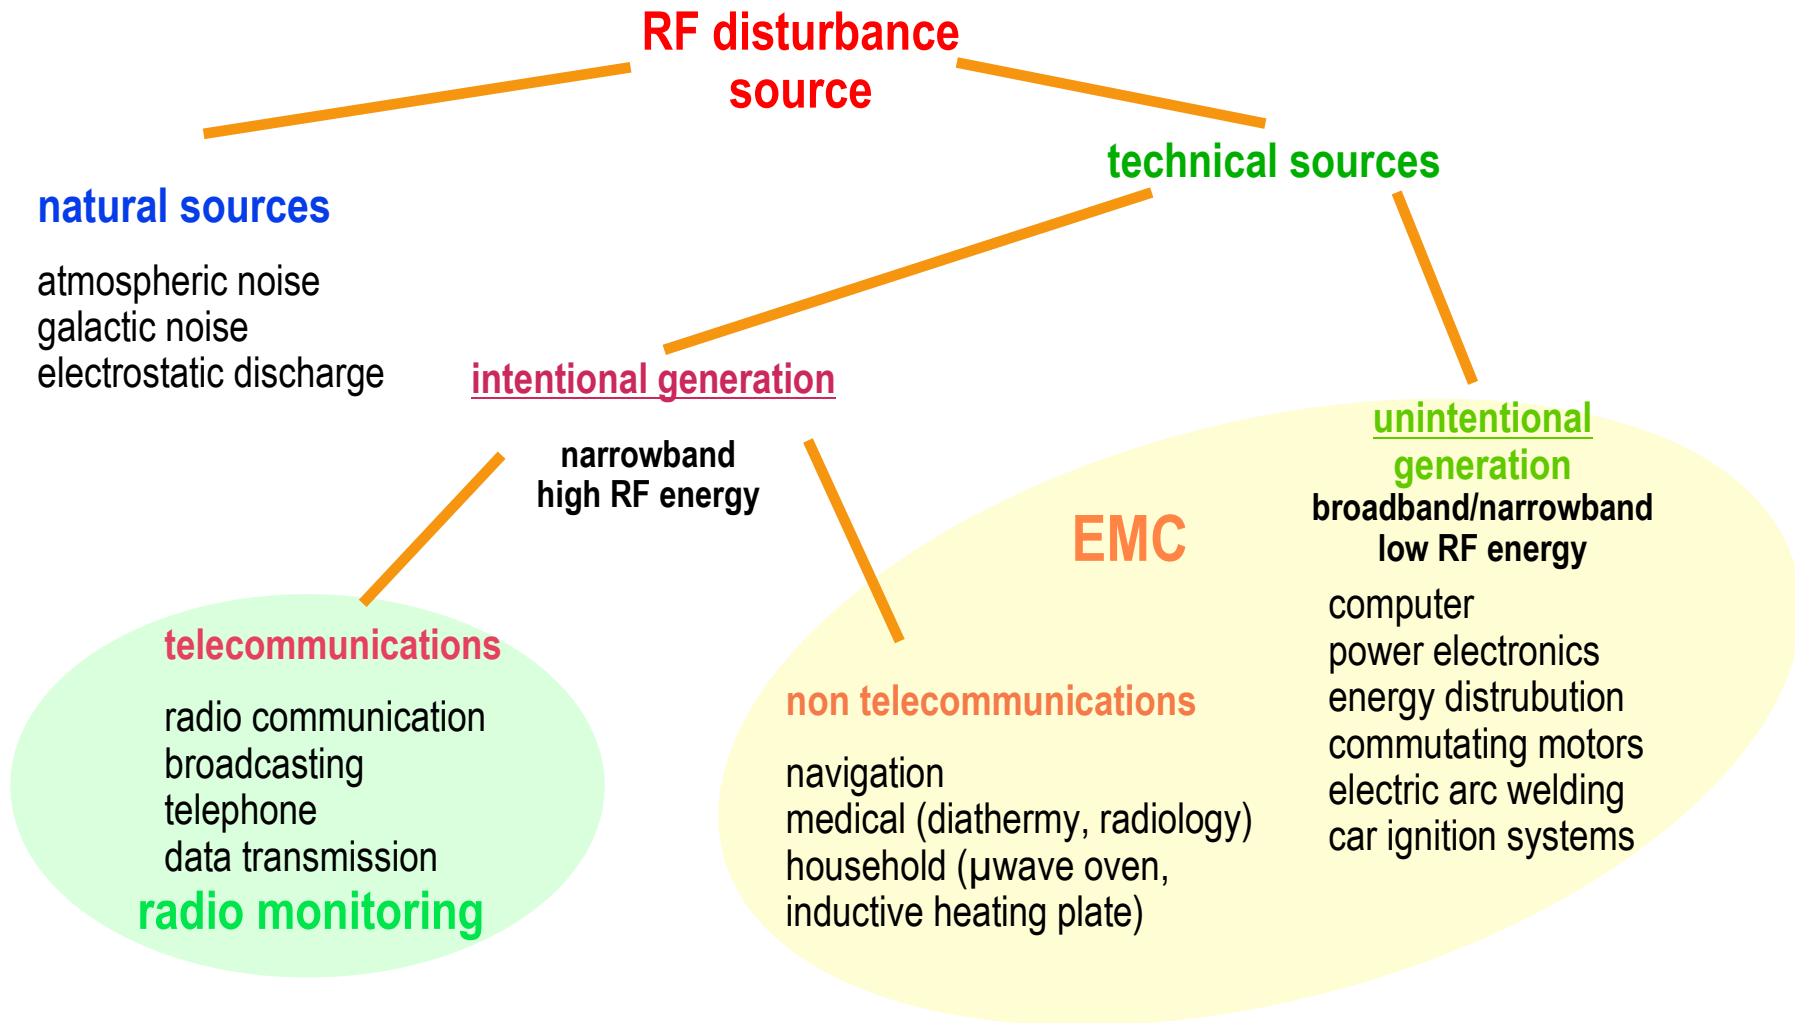 RF disturbance
source
technical sources
natural sources
atmospheric noise
galactic noise
electrostatic discharge
intentional generation
narrowband
high RF energy
unintentional
generation
broadband/narrowband
low RF energy
EMC
computer
power electronics
energy distrubution
commutating motors
electric arc welding
car ignition systems
telecommunications
radio communication
broadcasting
telephone
data transmission
radio monitoring
non telecommunications
navigation
medical (diathermy, radiology)
household (µwave oven,
inductive heating plate)